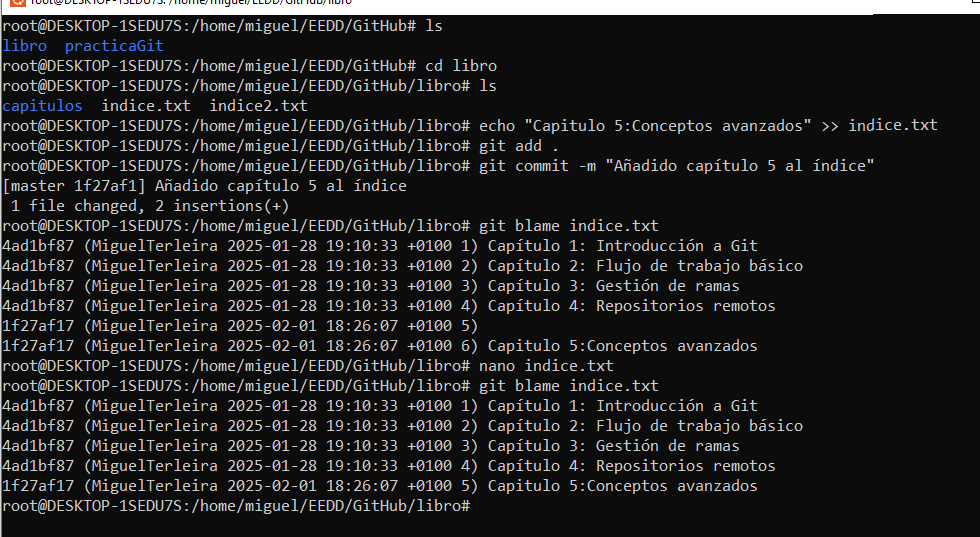 root@DESKTOP-1SEDU7S: /home/miguel/EEDD/GitHub/libro
root@DESKTOP-1SEDU7S:/home/miguel/EEDD/GitHub# ls
libro  practicaGit
root@DESKTOP-1SEDU7S:/home/miguel/EEDD/GitHub# cd libro
root@DESKTOP-1SEDU7S:/home/miguel/EEDD/GitHub/libro# ls
capitulos  indice.txt  indice2.txt
root@DESKTOP-1SEDU7S:/home/miguel/EEDD/GitHub/libro# echo "Capitulo 5:Conceptos avanzados" >> indice.txt
root@DESKTOP-1SEDU7S:/home/miguel/EEDD/GitHub/libro# git add .
root@DESKTOP-1SEDU7S:/home/miguel/EEDD/GitHub/libro# git commit -m "Añadido capítulo 5 al índice"
[master 1f27af1] Añadido capítulo 5 al índice
 1 file changed, 2 insertions(+)
root@DESKTOP-1SEDU7S:/home/miguel/EEDD/GitHub/libro# git blame indice.txt
4ad1bf87 (MiguelTerleira 2025-01-28 19:10:33 +0100 1) Capítulo 1: Introducción a Git
4ad1bf87 (MiguelTerleira 2025-01-28 19:10:33 +0100 2) Capítulo 2: Flujo de trabajo básico
4ad1bf87 (MiguelTerleira 2025-01-28 19:10:33 +0100 3) Capítulo 3: Gestión de ramas
4ad1bf87 (MiguelTerleira 2025-01-28 19:10:33 +0100 4) Capítulo 4: Repositorios remotos
1f27af17 (MiguelTerleira 2025-02-01 18:26:07 +0100 5)
1f27af17 (MiguelTerleira 2025-02-01 18:26:07 +0100 6) Capitulo 5:Conceptos avanzados
root@DESKTOP-1SEDU7S:/home/miguel/EEDD/GitHub/libro# nano indice.txt
root@DESKTOP-1SEDU7S:/home/miguel/EEDD/GitHub/libro# git blame indice.txt
4ad1bf87 (MiguelTerleira 2025-01-28 19:10:33 +0100 1) Capítulo 1: Introducción a Git
4ad1bf87 (MiguelTerleira 2025-01-28 19:10:33 +0100 2) Capítulo 2: Flujo de trabajo básico
4ad1bf87 (MiguelTerleira 2025-01-28 19:10:33 +0100 3) Capítulo 3: Gestión de ramas
4ad1bf87 (MiguelTerleira 2025-01-28 19:10:33 +0100 4) Capítulo 4: Repositorios remotos
1f27af17 (MiguelTerleira 2025-02-01 18:26:07 +0100 5) Capitulo 5:Conceptos avanzados
root@DESKTOP-1SEDU7S:/home/miguel/EEDD/GitHub/libro#